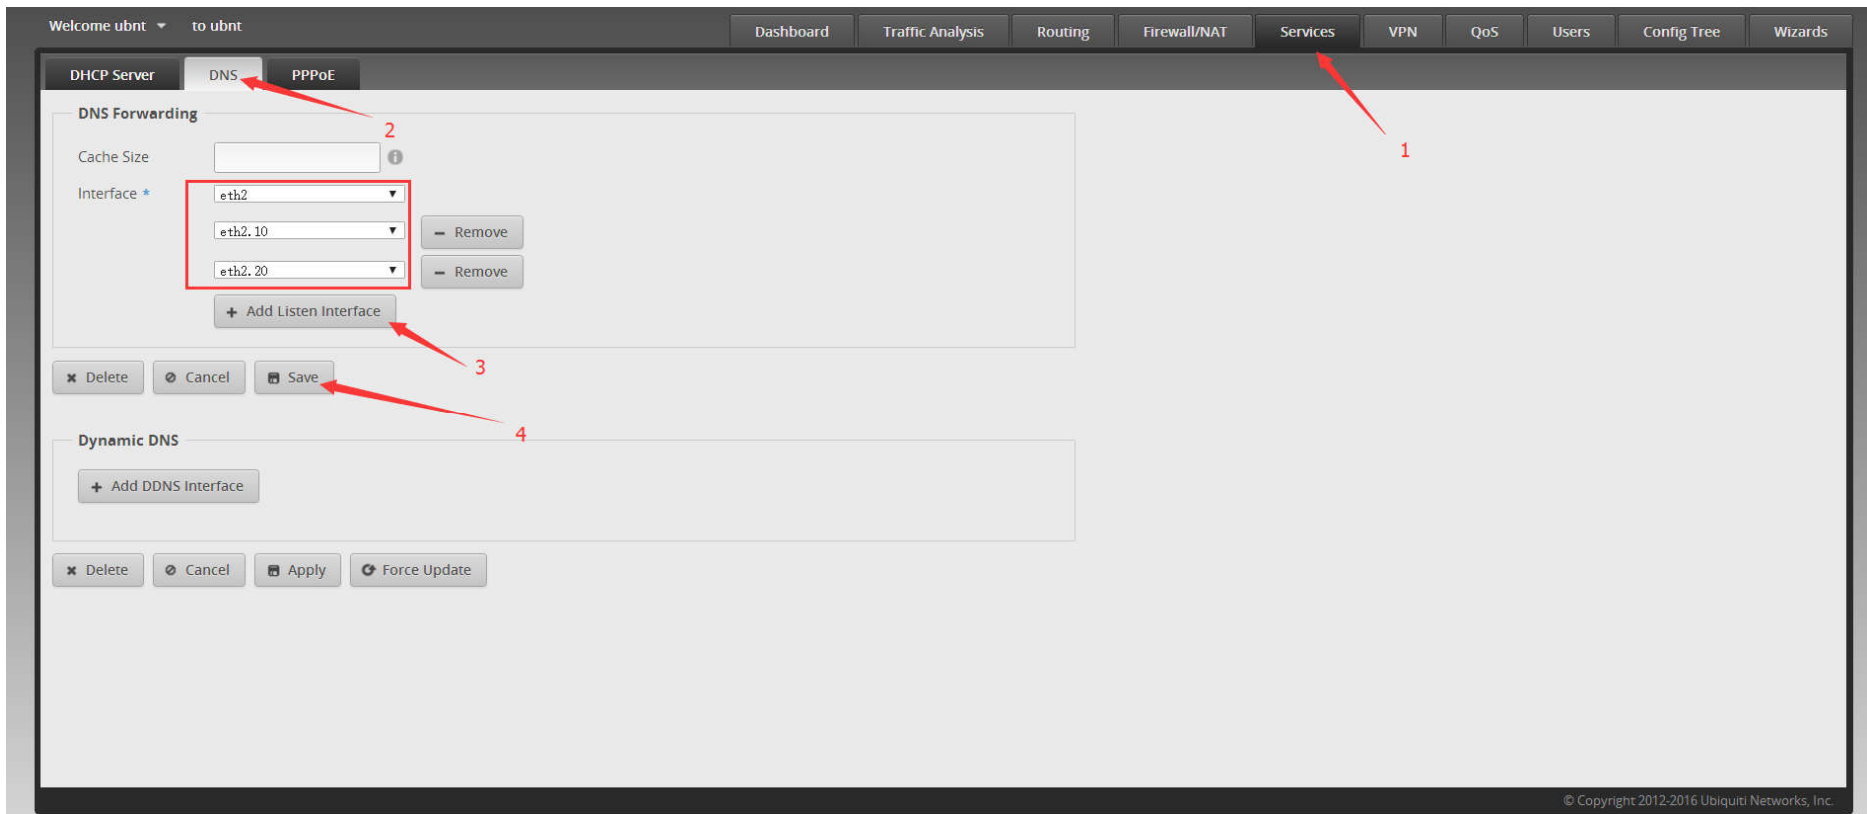 Welcome ubnt to ubnt
Dashboard Traffic Analysis Routing Firewall/NAT Services VPN QoS Users Config Tree Wizards
DHCP Server DNS PPPoE
DNS Forwarding
2
1
Cache Size
Interface *
eth2
eth2.10
Remove
eth2.20
Remove
+ Add Listen Interface
3
Delete Cancel Save
4
Dynamic DNS
+ Add DDNS Interface
Delete Cancel Apply Force Update
© Copyright 2012-2016 Ubiquiti Networks, Inc.